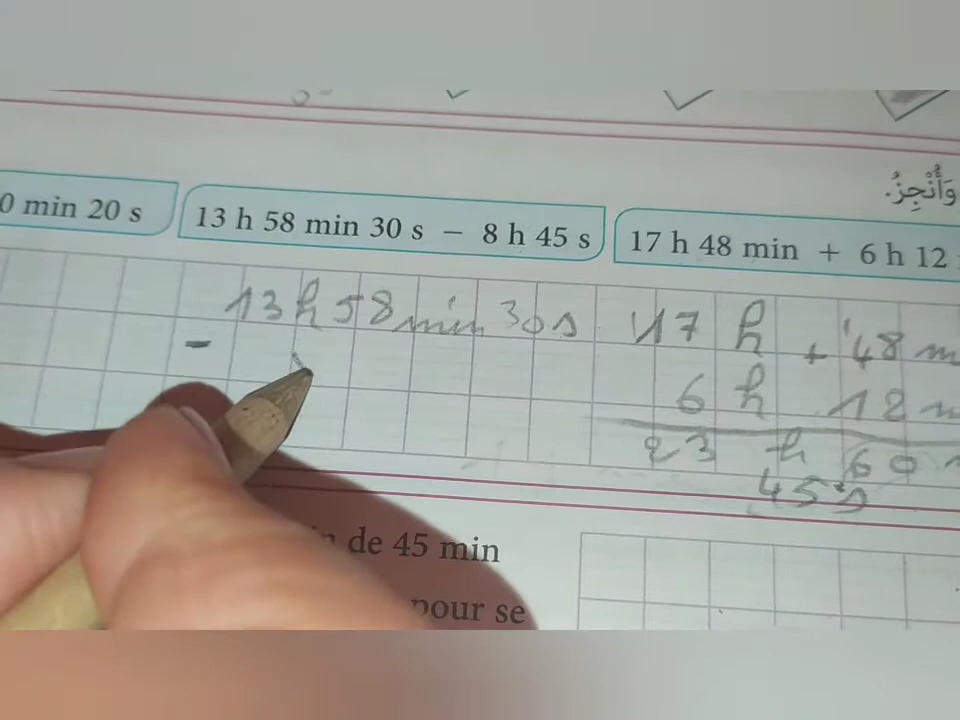 وَأُنْجِزُ.
0 min 20 s
13 h 58 min 30 s − 8 h 45 s
17 h 48 min + 6 h 12
13 h 58 min 30 s
17 h + 48 m
-
6 h 12 m
23 h 60
45 s
de 45 min
pour se